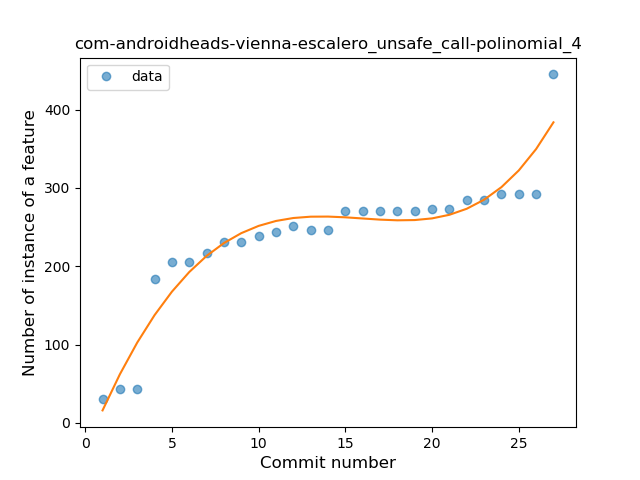 com-androidheads-vienna-escalero_unsafe_call-polinomial_4
data
Number of instance of a feature
400
300
200
100
0
0 5 10 15 20 25
Commit number